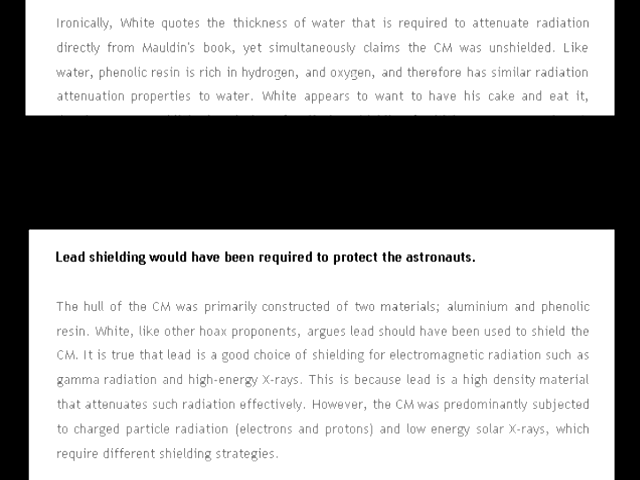 Ironically, White quotes the thickness of water that is required to attenuate radiation
directly from Mauldin's book, yet simultaneously claims the CM was unshielded. Like
water, phenolic resin is rich in hydrogen, and oxygen, and therefore has similar radiation
attenuation properties to water. White appears to want to have his cake and eat it,
Lead shielding would have been required to protect the astronauts.
The hull of the CM was primarily constructed of two materials; aluminium and phenolic
resin. White, like other hoax proponents, argues lead should have been used to shield the
CM. It is true that lead is a good choice of shielding for electromagnetic radiation such as
gamma radiation and high-energy X-rays. This is because lead is a high density material
that attenuates such radiation effectively. However, the CM was predominantly subjected
to charged particle radiation (electrons and protons) and low energy solar X-rays, which
require different shielding strategies.